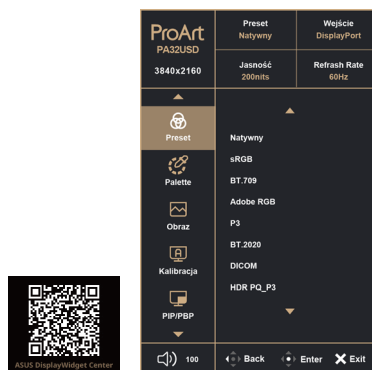 ProArt
PA32USD
3840x2160
Preset
Natywny
Wejście
DisplayPort
Jasność
200nits
Refrash Rate
60Hz
Preset
Palette
Obraz
Kalibracja
PIP/PBP
100
Natywny
sRGB
BT.709
Adobe RGB
P3
BT.2020
DICOM
HDR PQ_P3
Back
Enter
Exit
ASUS DisplayWidget Center